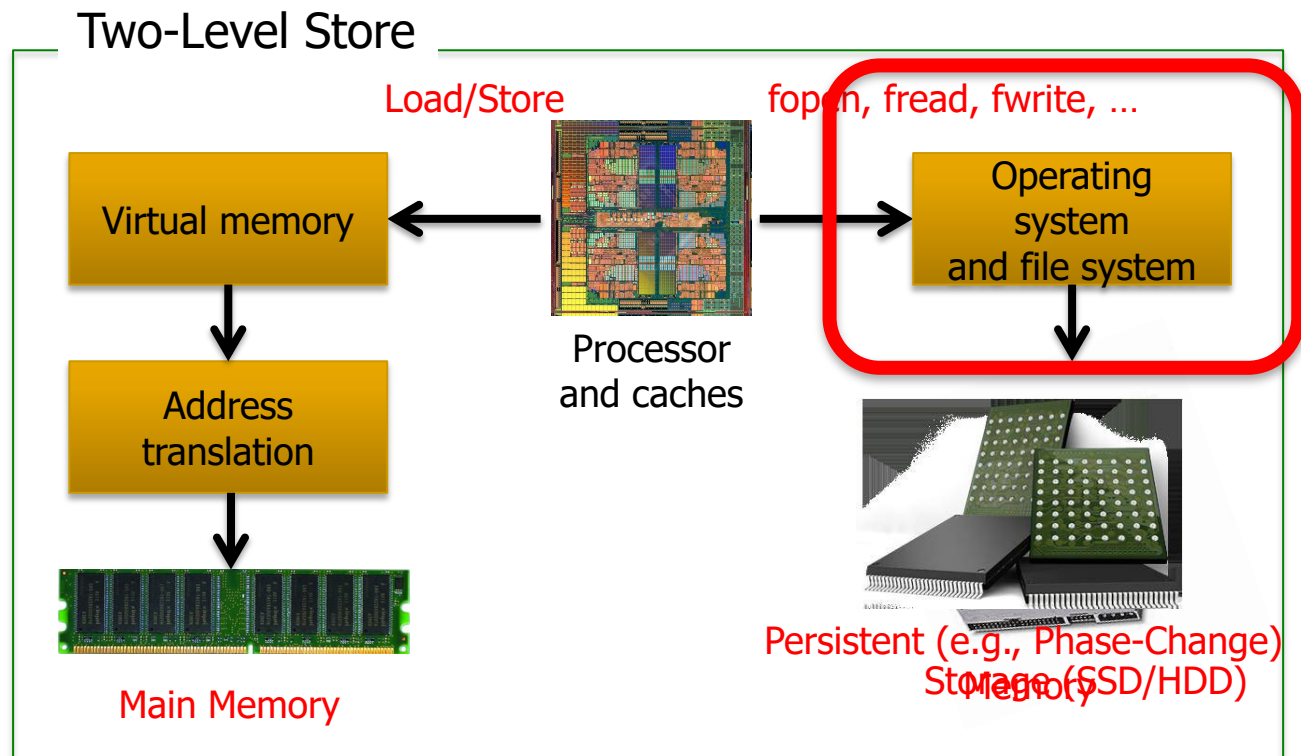 Two-Level Store
Load/Store
fopen, fread, fwrite, …
Virtual memory
Operating
system
and file system
Processor
and caches
Address
translation
Persistent (e.g., Phase-Change)
Storage (SSD/HDD)
Memory
Main Memory